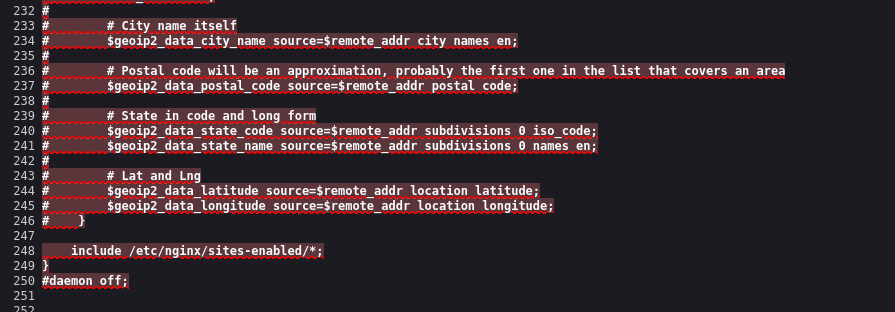 232 #
233 #        # City name itself
234 #        $geoip2_data_city_name source=$remote_addr city names en;
235 #
236 #        # Postal code will be an approximation, probably the first one in the list that covers an area
237 #        $geoip2_data_postal_code source=$remote_addr postal code;
238 #
239 #        # State in code and long form
240 #        $geoip2_data_state_code source=$remote_addr subdivisions 0 iso_code;
241 #        $geoip2_data_state_name source=$remote_addr subdivisions 0 names en;
242 #
243 #        # Lat and Lng
244 #        $geoip2_data_latitude source=$remote_addr location latitude;
245 #        $geoip2_data_longitude source=$remote_addr location longitude;
246 #    }
247
248     include /etc/nginx/sites-enabled/*;
249 }
250 #daemon off;
251
252